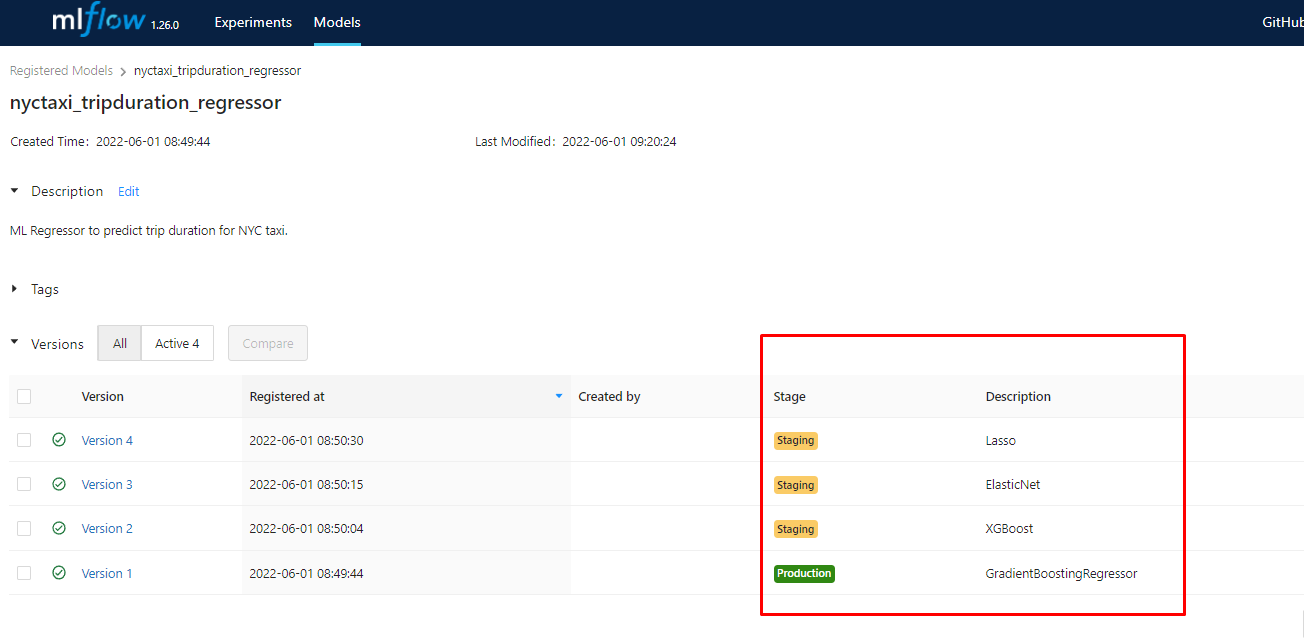 mlflow 1.26.0 Experiments Models GitHub
Registered Models > nyctaxi_tripduration_regressor
nyctaxi_tripduration_regressor
Created Time: 2022-06-01 08:49:44 Last Modified: 2022-06-01 09:20:24
Description Edit
ML Regressor to predict trip duration for NYC taxi.
Tags
Versions All Active 4 Compare
Version Registered at Created by Stage Description
Version 4 2022-06-01 08:50:30 Staging Lasso
Version 3 2022-06-01 08:50:15 Staging ElasticNet
Version 2 2022-06-01 08:50:04 Staging XGBoost
Version 1 2022-06-01 08:49:44 Production GradientBoostingRegressor